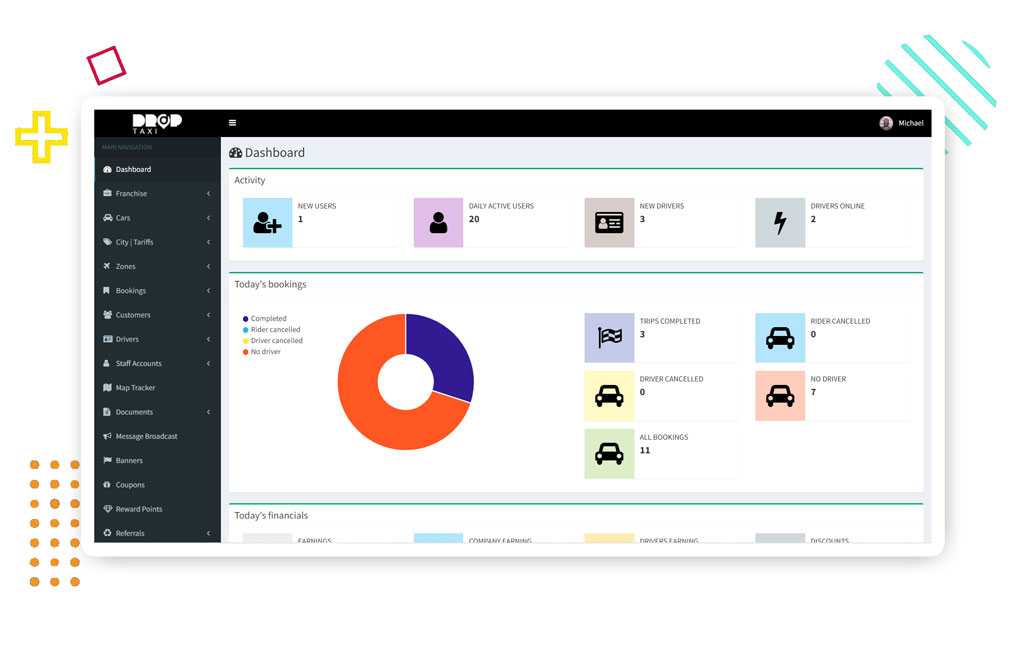 DROP
TAXI
Michael
MAIN NAVIGATION
Dashboard
Franchise
Cars
City | Tariffs
Zones
Bookings
Customers
Drivers
Staff Accounts
Map Tracker
Documents
Message Broadcast
Banners
Coupons
Reward Points
Referrals
Dashboard
Activity
NEW USERS
1
DAILY ACTIVE USERS
20
NEW DRIVERS
3
DRIVERS ONLINE
2
Today's bookings
Completed
Rider cancelled
Driver cancelled
No driver
TRIPS COMPLETED
3
RIDER CANCELLED
0
DRIVER CANCELLED
0
NO DRIVER
7
ALL BOOKINGS
11
Today's financials
EARNINGS
COMPANY EARNING
DRIVERS EARNING
DISCOUNTS